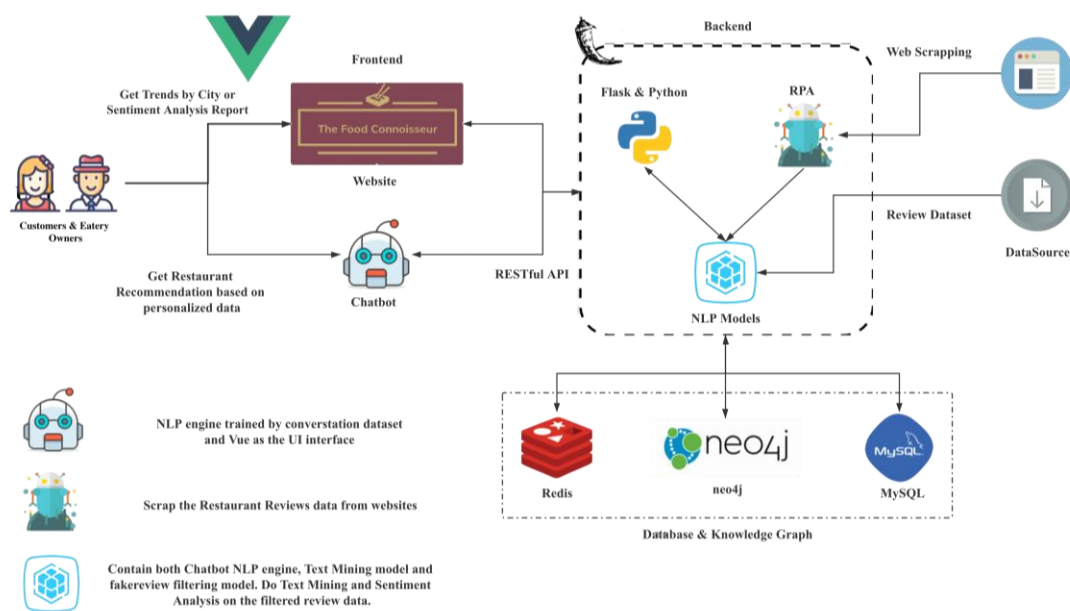 Backend
Frontend
Web Scrapping
Get Trends by City or
Sentiment Analysis Report
Flask & Python
RPA
The Food Connoisseur
Website
Customers & Eatery
Owners
Review Dataset
DataSource
RESTful API
Get Restaurant
Recommendation based on
personalized data
Chatbot
NLP Models
NLP engine trained by converstation dataset
and Vue as the UI interface
neo4j
MySQL
Redis
neo4j
MySQL
Scrap the Restaurant Reviews data from websites
Database & Knowledge Graph
Contain both Chatbot NLP engine, Text Mining model and
fakereview filtering model. Do Text Mining and Sentiment
Analysis on the filtered review data.